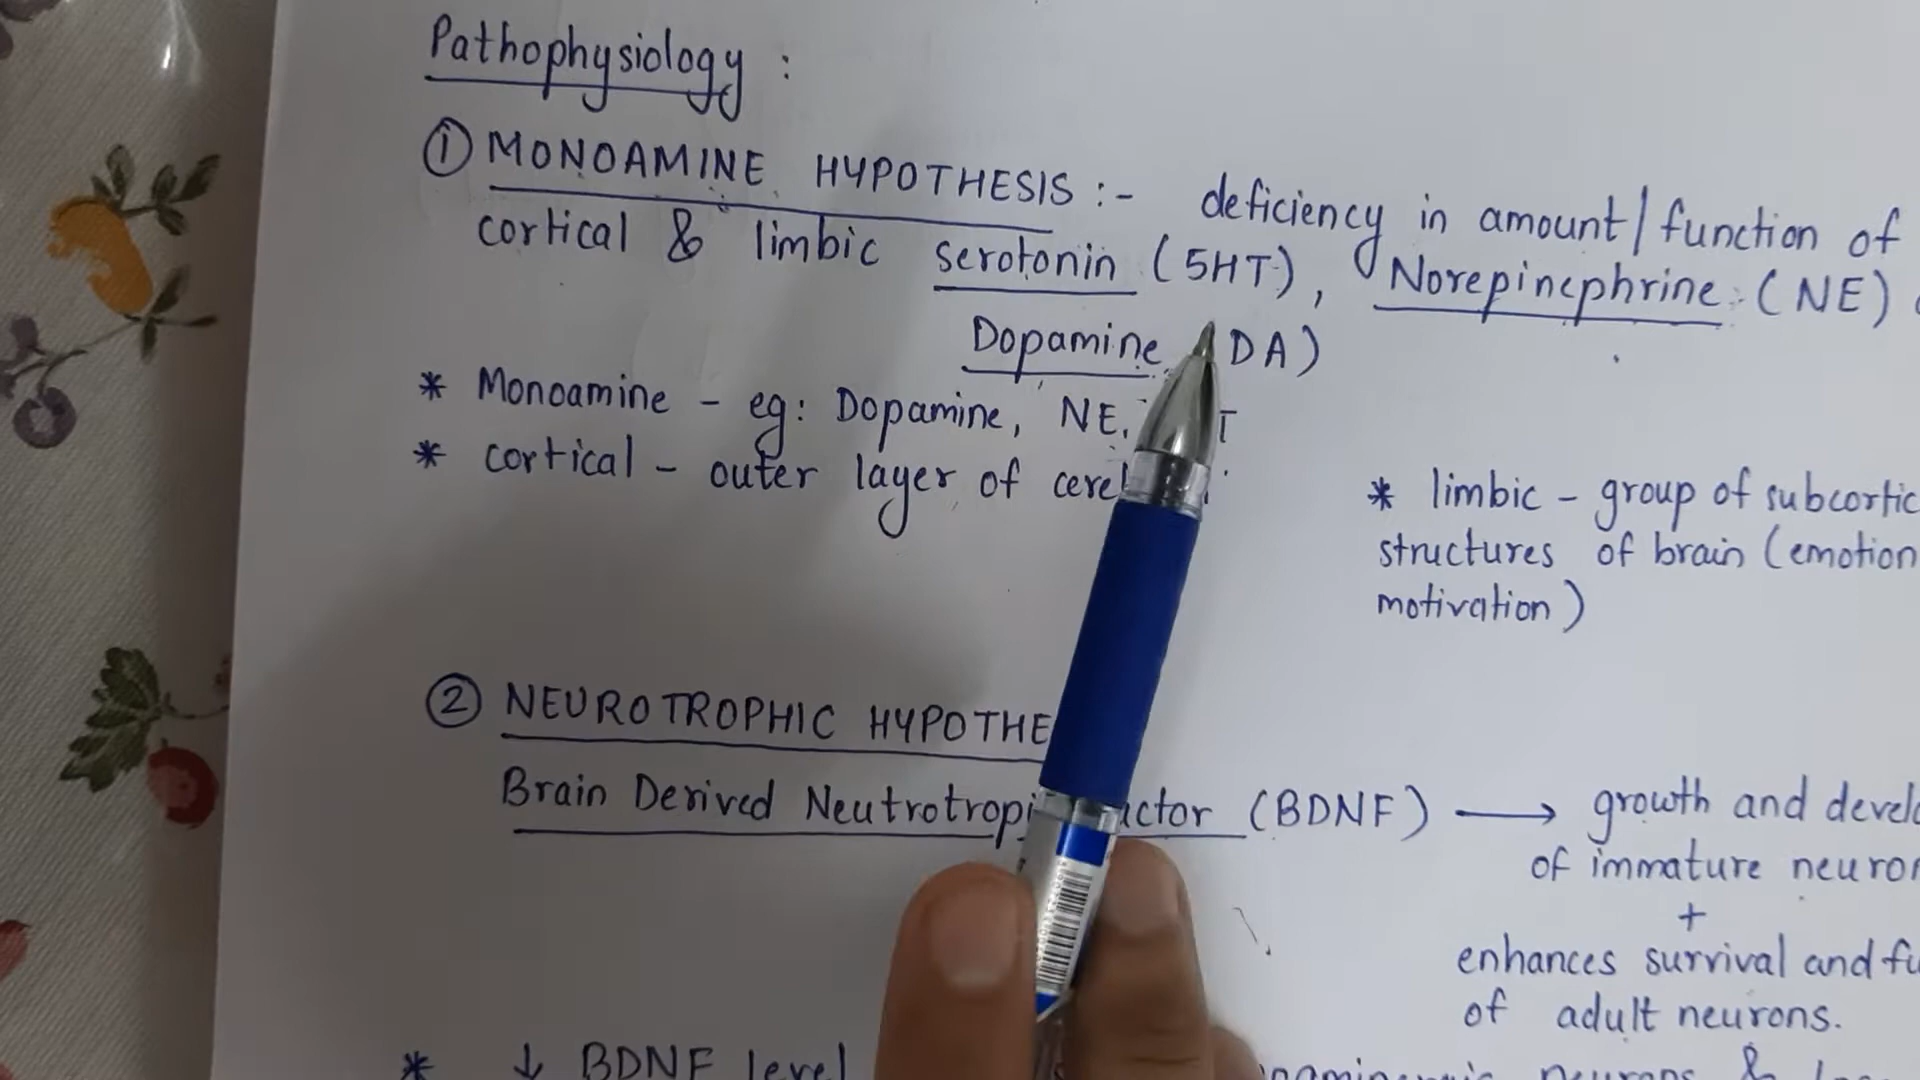 Pathophysiology :
① MONOAMINE HYPOTHESIS :- deficiency in amount/function of
cortical & limbic serotonin (5HT), Norepinephrine (NE)
Dopamine (DA)
* Monoamine - eg: Dopamine, NE,
* cortical - outer layer of
* limbic - group of
structures of brain (emotion
motivation)
② NEUROTROPHIC
Brain Derived (BDNF) → growth and
of immature
+
enhances survival and
of adult neurons.
* ↓ BDNF level neurons &